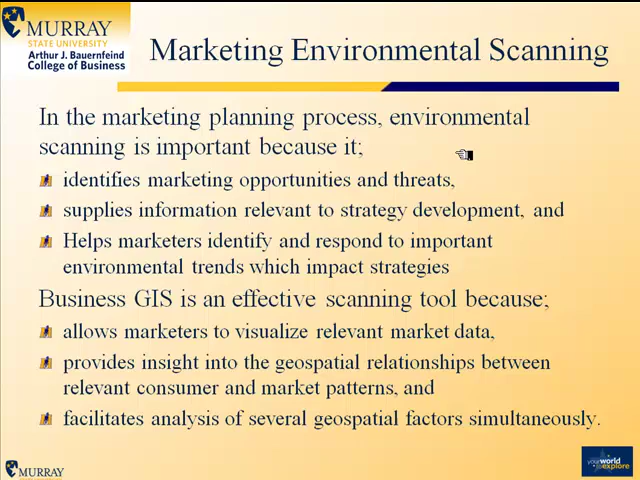 MURRAY
STATE UNIVERSITY
Arthur J. Bauernfeind
College of Business
Marketing Environmental Scanning
In the marketing planning process, environmental
scanning is important because it;
identifies marketing opportunities and threats,
supplies information relevant to strategy development, and
Helps marketers identify and respond to important
environmental trends which impact strategies
Business GIS is an effective scanning tool because;
allows marketers to visualize relevant market data,
provides insight into the geospatial relationships between
relevant consumer and market patterns, and
facilitates analysis of several geospatial factors simultaneously.
your world
to explore
MURRAY